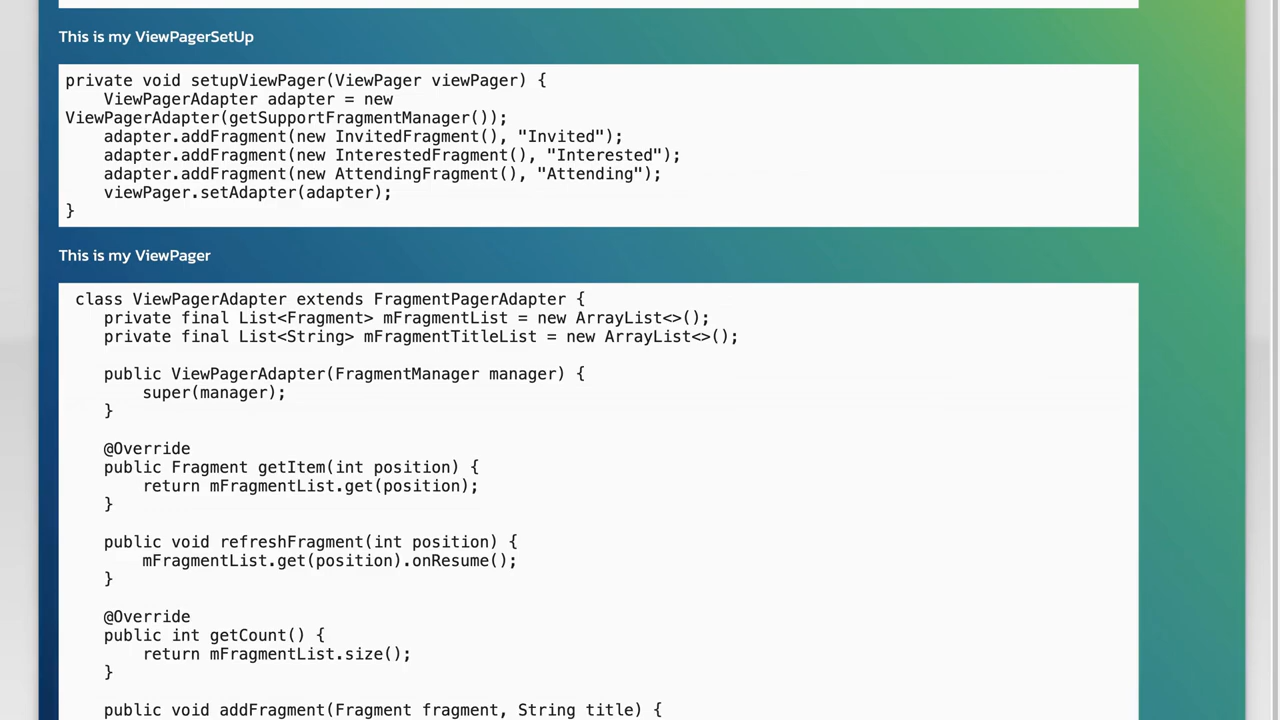 This is my ViewPagerSetUp
private void setupViewPager(ViewPager viewPager) {
    ViewPagerAdapter adapter = new
ViewPagerAdapter(getSupportFragmentManager());
    adapter.addFragment(new InvitedFragment(), "Invited");
    adapter.addFragment(new InterestedFragment(), "Interested");
    adapter.addFragment(new AttendingFragment(), "Attending");
    viewPager.setAdapter(adapter);
}
This is my ViewPager
 class ViewPagerAdapter extends FragmentPagerAdapter {
    private final List<Fragment> mFragmentList = new ArrayList<>();
    private final List<String> mFragmentTitleList = new ArrayList<>();

    public ViewPagerAdapter(FragmentManager manager) {
        super(manager);
    }

    @Override
    public Fragment getItem(int position) {
        return mFragmentList.get(position);
    }

    public void refreshFragment(int position) {
        mFragmentList.get(position).onResume();
    }

    @Override
    public int getCount() {
        return mFragmentList.size();
    }

    public void addFragment(Fragment fragment, String title) {